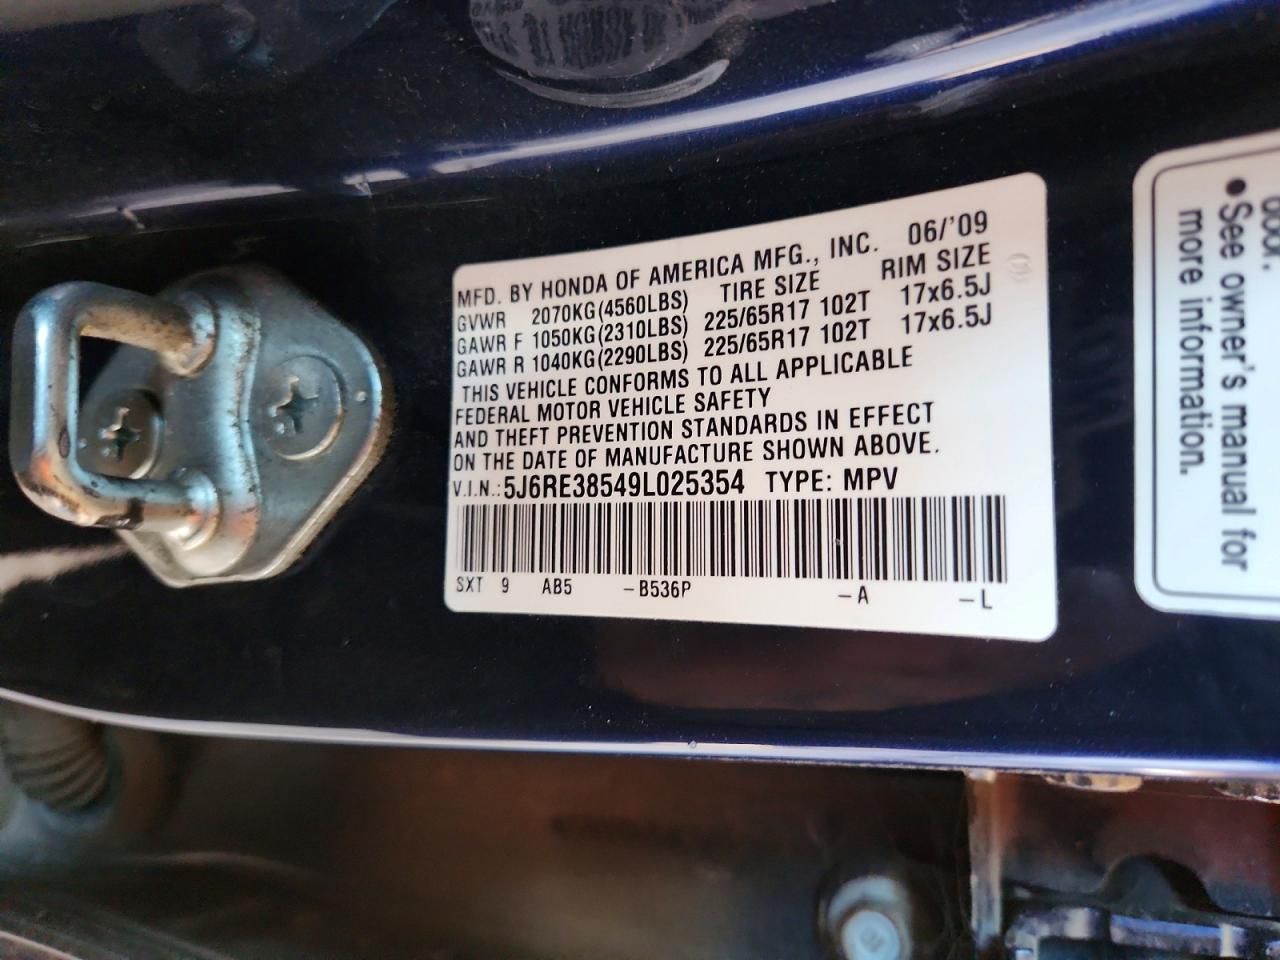 MFD. BY HONDA OF AMERICA MFG., INC. 06/'09
GVWR 2070KG(4560LBS) TIRE SIZE RIM SIZE
GAWR F 1050KG(2310LBS) 225/65R17 102T 17x6.5J
GAWR R 1040KG(2290LBS) 225/65R17 102T 17x6.5J
THIS VEHICLE CONFORMS TO ALL APPLICABLE
FEDERAL MOTOR VEHICLE SAFETY
AND THEFT PREVENTION STANDARDS IN EFFECT
ON THE DATE OF MANUFACTURE SHOWN ABOVE.
V.I.N.: 5J6RE38549L025354 TYPE: MPV
SXT 9 AB5 -B536P -A -L
• See owner's manual for
more information.